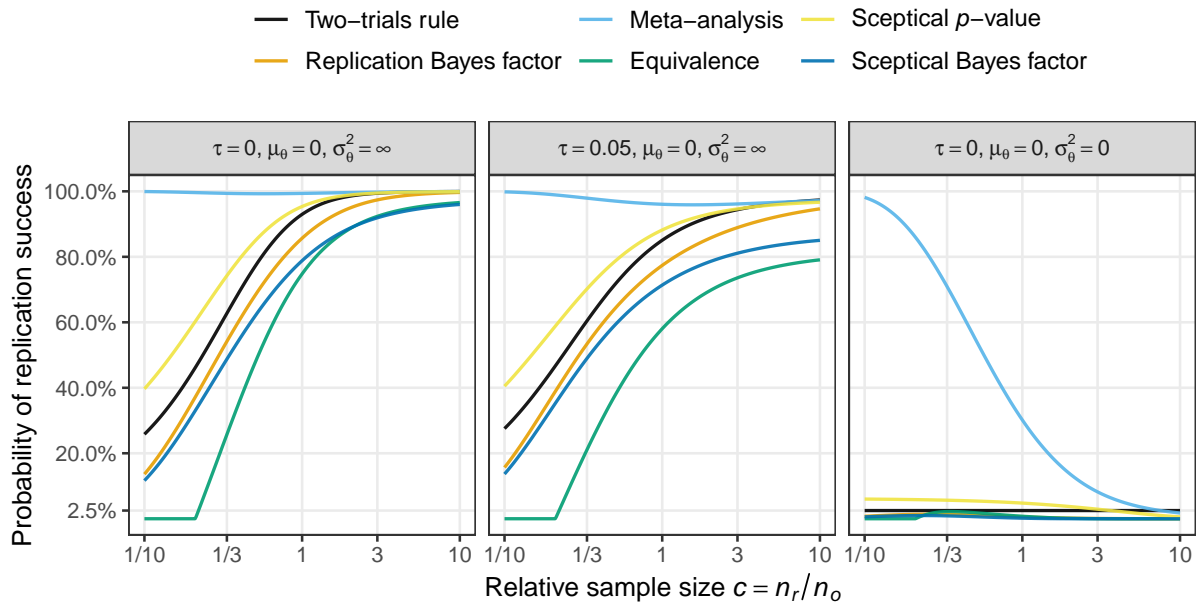 Two−trials rule Meta−analysis Sceptical p−value
Replication Bayes factor Equivalence Sceptical Bayes factor
τ = 0, μθ = 0, σ²θ = ∞ τ = 0.05, μθ = 0, σ²θ = ∞ τ = 0, μθ = 0, σ²θ = 0
Probability of replication success
100.0%
80.0%
60.0%
40.0%
20.0%
2.5%
1/10 1/3 1 3 10 1/10 1/3 1 3 10 1/10 1/3 1 3 10
Relative sample size c = nr/no